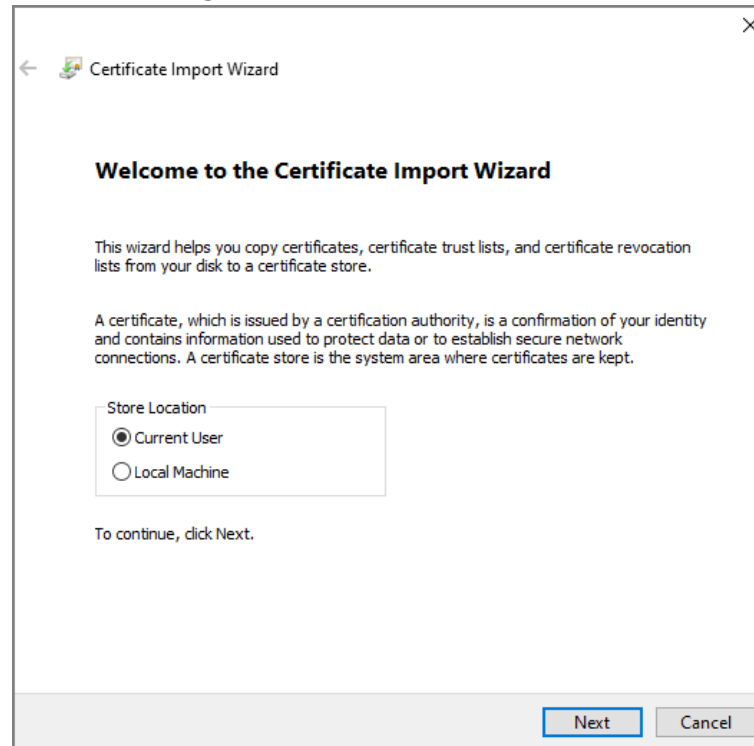 Certificate Import Wizard
Welcome to the Certificate Import Wizard
This wizard helps you copy certificates, certificate trust lists, and certificate revocation
lists from your disk to a certificate store.
A certificate, which is issued by a certification authority, is a confirmation of your identity
and contains information used to protect data or to establish secure network
connections. A certificate store is the system area where certificates are kept.
Store Location
Current User
Local Machine
To continue, click Next.
Next Cancel